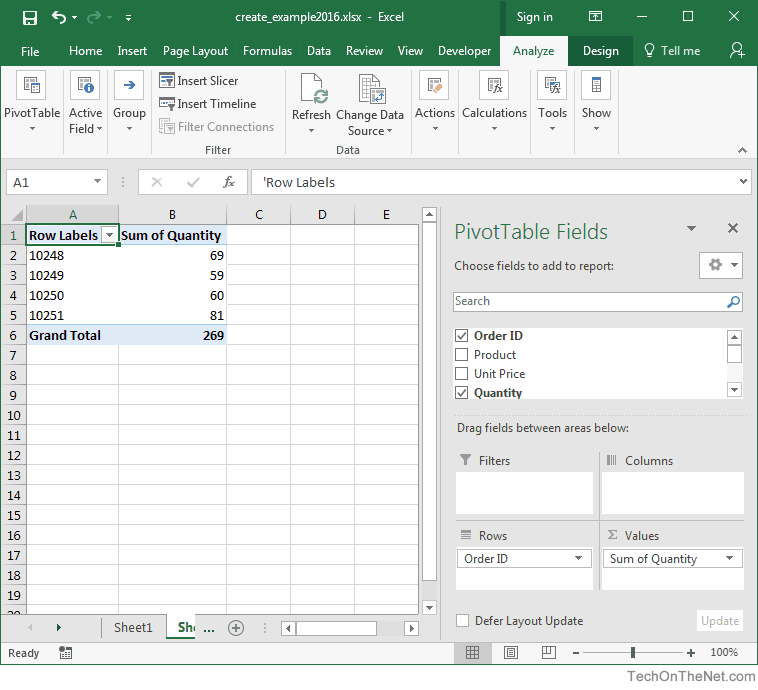 create_example2016.xlsx - Excel
Sign in
File Home Insert Page Layout Formulas Data Review View Developer Analyze Design Tell me
PivotTable
Active Field
Group
Insert Slicer
Insert Timeline
Filter Connections
Filter
Refresh
Change Data Source
Data
Actions
Calculations
Tools
Show
A1
fx
'Row Labels
A B C D E
1 Row Labels Sum of Quantity
2 10248 69
3 10249 59
4 10250 60
5 10251 81
6 Grand Total 269
7
8
9
10
11
12
13
14
15
16
17
18
19
20
PivotTable Fields
Choose fields to add to report:
Search
Order ID
Product
Unit Price
Quantity
Drag fields between areas below:
Filters
Columns
Rows
Σ Values
Order ID
Sum of Quantity
Defer Layout Update
Update
Sheet1
She ...
Ready
100%
TechOnTheNet.com